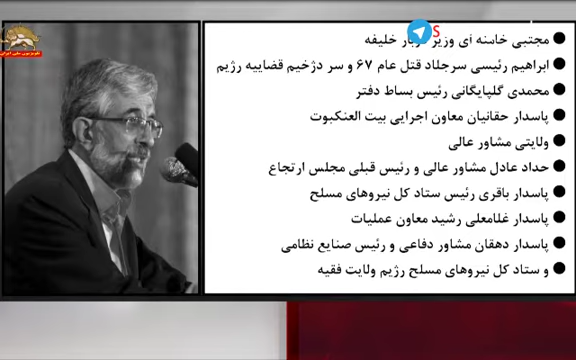 مجتبی خامنه ای وزیر دربار خلیفه
ابراهیم رئیسی سرجلاد قتل عام ۶۷ و سر دژخیم قضاییه رژیم
محمدی گلپایگانی رئیس بساط دفتر
پاسدار حقانیان معاون اجرایی بیت العنکبوت
ولایتی مشاور عالی
حداد عادل مشاور عالی و رئیس قبلی مجلس ارتجاع
پاسدار باقری رئیس ستاد کل نیروهای مسلح
پاسدار غلامعلی رشید معاون عملیات
پاسدار دهقان مشاور دفاعی و رئیس صنایع نظامی
و ستاد کل نیروهای مسلح رژیم ولایت فقیه
S